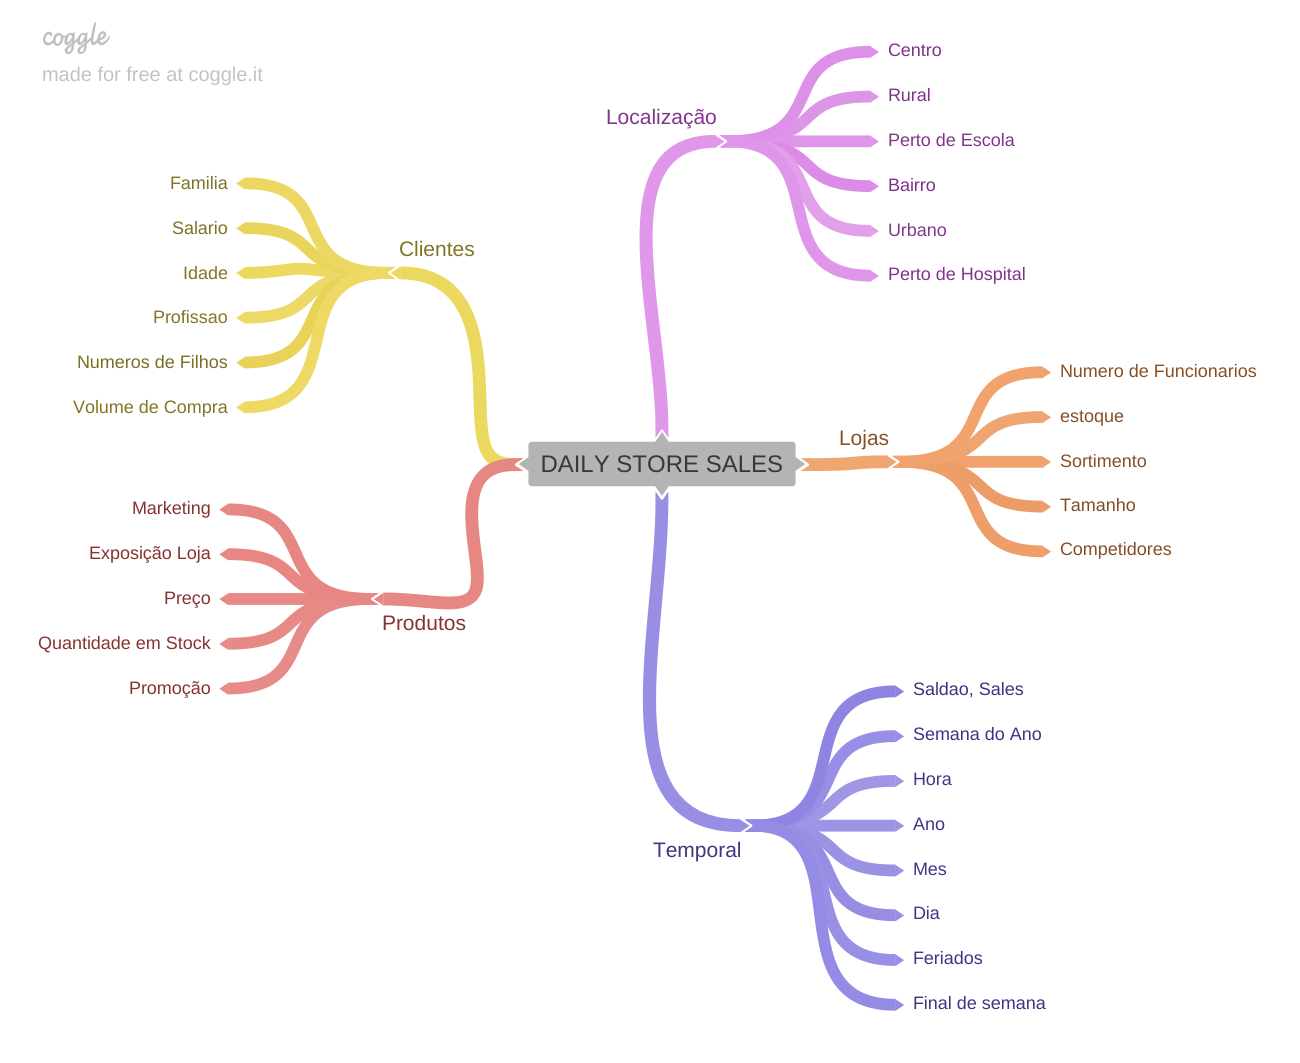 coggle
made for free at coggle.it
Localização
Centro
Rural
Perto de Escola
Bairro
Urbano
Perto de Hospital
Clientes
Familia
Salario
Idade
Profissao
Numeros de Filhos
Volume de Compra
DAILY STORE SALES
Lojas
Numero de Funcionarios
estoque
Sortimento
Tamanho
Competidores
Produtos
Marketing
Exposição Loja
Preço
Quantidade em Stock
Promoção
Temporal
Saldao, Sales
Semana do Ano
Hora
Ano
Mes
Dia
Feriados
Final de semana